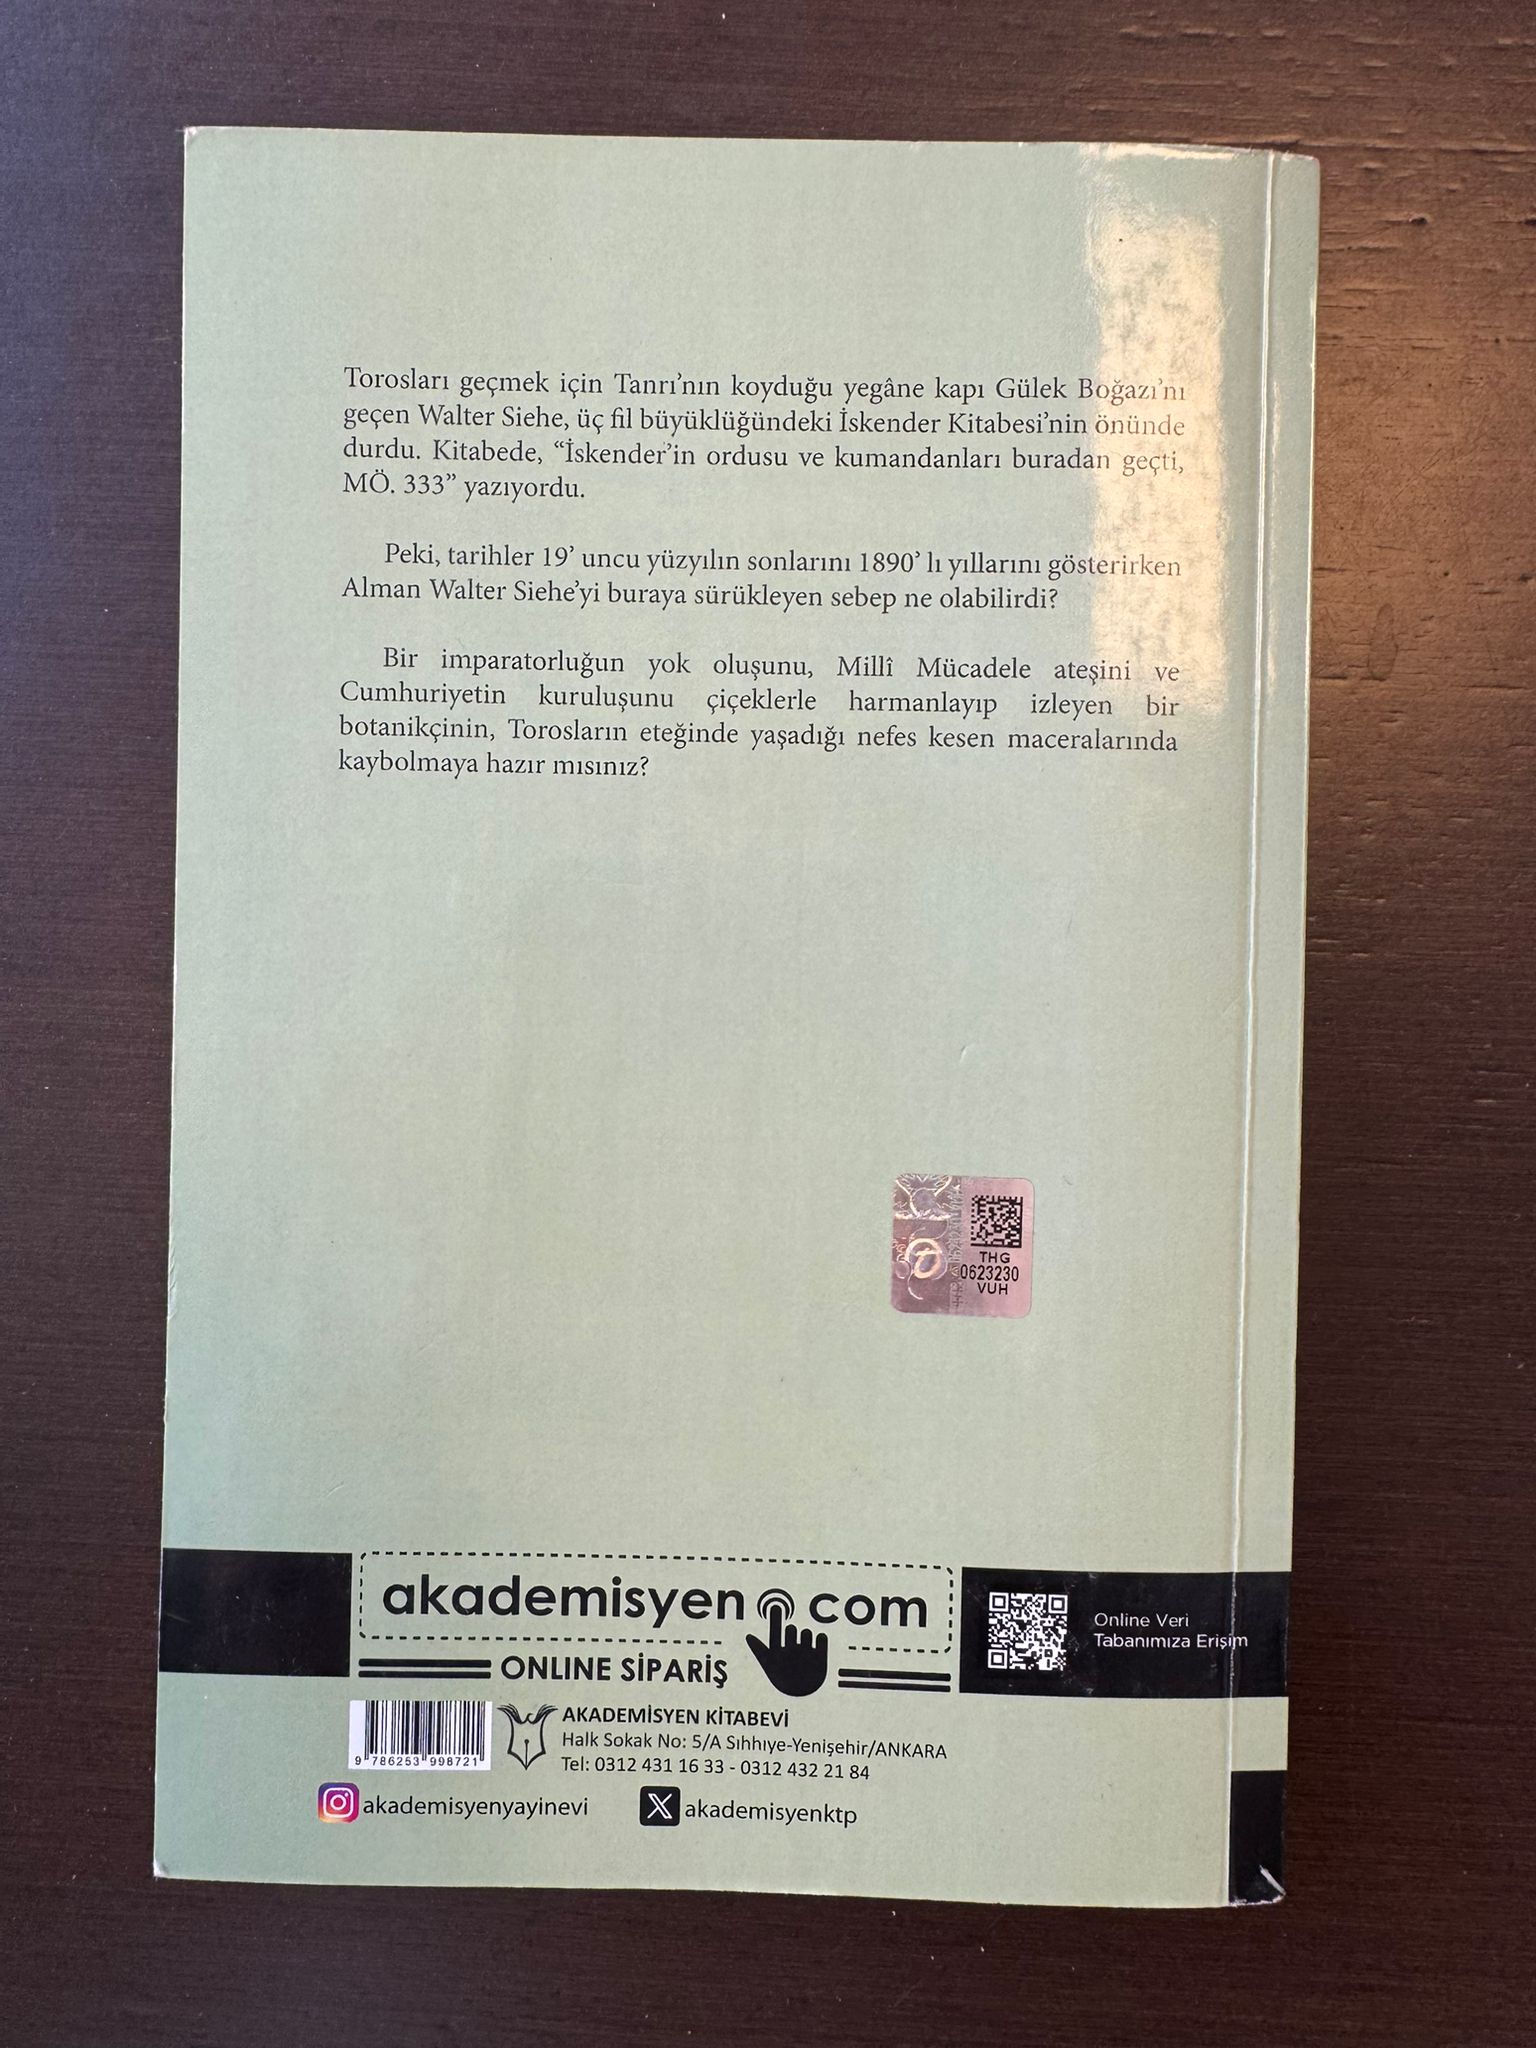 Torosları geçmek için Tanrı’nın koyduğu yegâne kapı Gülek Boğazı’nı
geçen Walter Siehe, üç fil büyüklüğündeki İskender Kitabesi’nin önünde
durdu. Kitabede, “İskender’in ordusu ve kumandanları buradan geçti,
MÖ. 333” yazıyordu.
Peki, tarihler 19’ uncu yüzyılın sonlarını 1890’ lı yıllarını gösterirken
Alman Walter Siehe’yi buraya sürükleyen sebep ne olabilirdi?
Bir imparatorluğun yok oluşunu, Millî Mücadele ateşini ve
Cumhuriyetin kuruluşunu çiçeklerle harmanlayıp izleyen bir
botanikçinin, Torosların eteğinde yaşadığı nefes kesen maceralarında
kaybolmaya hazır mısınız?
THG
0623230
VUH
akademisyen com
ONLINE SİPARİŞ
Online Veri
Tabanımıza Erişim
AKADEMİSYEN KİTABEVİ
Halk Sokak No: 5/A Sıhhıye-Yenişehir/ANKARA
Tel: 0312 431 16 33 - 0312 432 21 84
9 786253 998721
akademisyenyayinevi
akademisyenktp